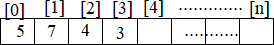 [0] [1] [2] [3] [4] .............. [n]
5 7 4 3 ...........